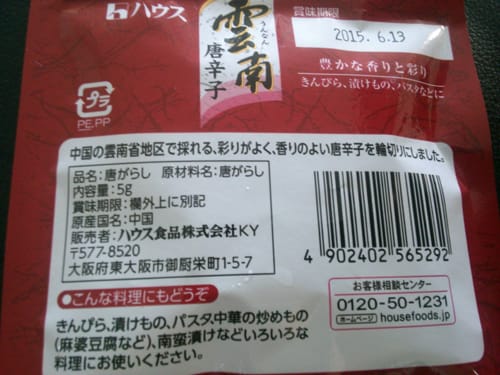 ハウス
雲南
うんなん
唐辛子
賞味期限
2015. 6.13
豊かな香りと彩り
きんぴら、漬けもの、パスタなどに
プラ
PE,PP
中国の雲南省地区で採れる、彩りがよく、香りのよい唐辛子を輪切りにしました。
品名：唐がらし 原材料名：唐がらし
内容量：5g
賞味期限：欄外上に別記
原産国名：中国
販売者：ハウス食品株式会社KY
〒577-8520
大阪府東大阪市御厨栄町1-5-7
4 902402 565292
お客様相談センター
0120-50-1231
ホームページ housefoods.jp
●こんな料理にもどうぞ
きんぴら、漬けもの、パスタ、中華の炒めもの
(麻婆豆腐など)、南蛮漬けなどいろいろな
料理にお使いください。